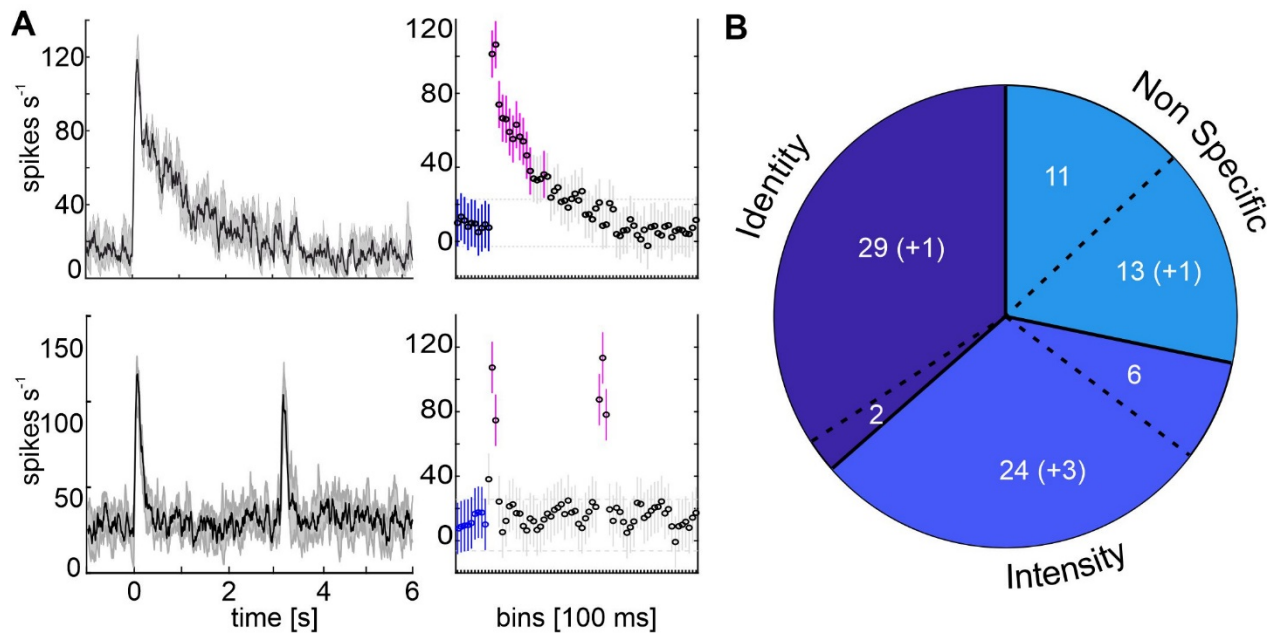 A
spikes s⁻¹
120
80
40
0
120
80
40
0
spikes s⁻¹
150
100
50
0
0
2
4
6
time [s]
120
80
40
0
bins [100 ms]
B
Identity
Non Specific
Intensity
11
13 (+1)
6
24 (+3)
2
29 (+1)